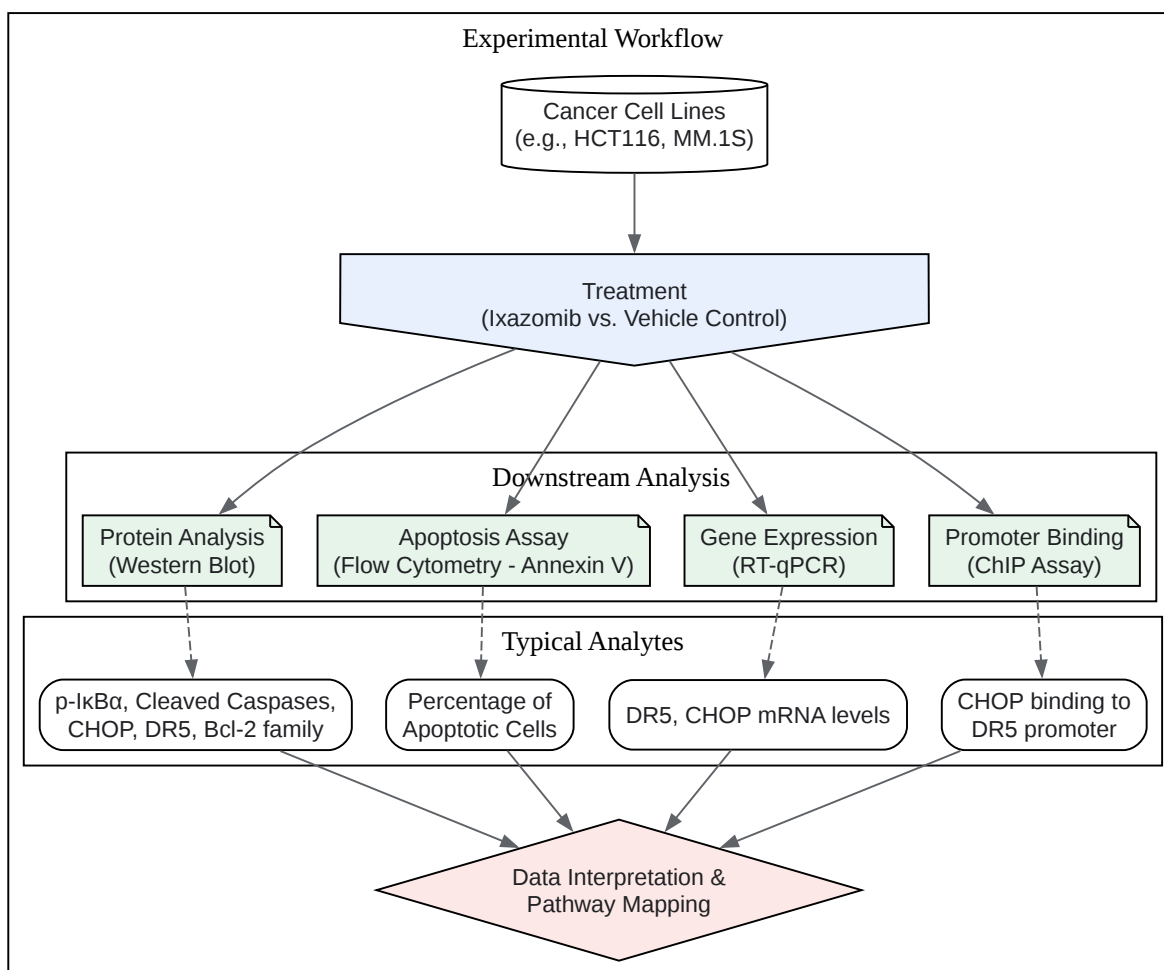 Experimental Workflow
Cancer Cell Lines
(e.g., HCT116, MM.1S)
Treatment
(Ixazomib vs. Vehicle Control)
Downstream Analysis
Protein Analysis
(Western Blot)
Apoptosis Assay
(Flow Cytometry - Annexin V)
Gene Expression
(RT-qPCR)
Promoter Binding
(ChIP Assay)
Typical Analytes
p-IκBα, Cleaved Caspases,
CHOP, DR5, Bcl-2 family
Percentage of
Apoptotic Cells
DR5, CHOP mRNA levels
CHOP binding to
DR5 promoter
Data Interpretation &
Pathway Mapping